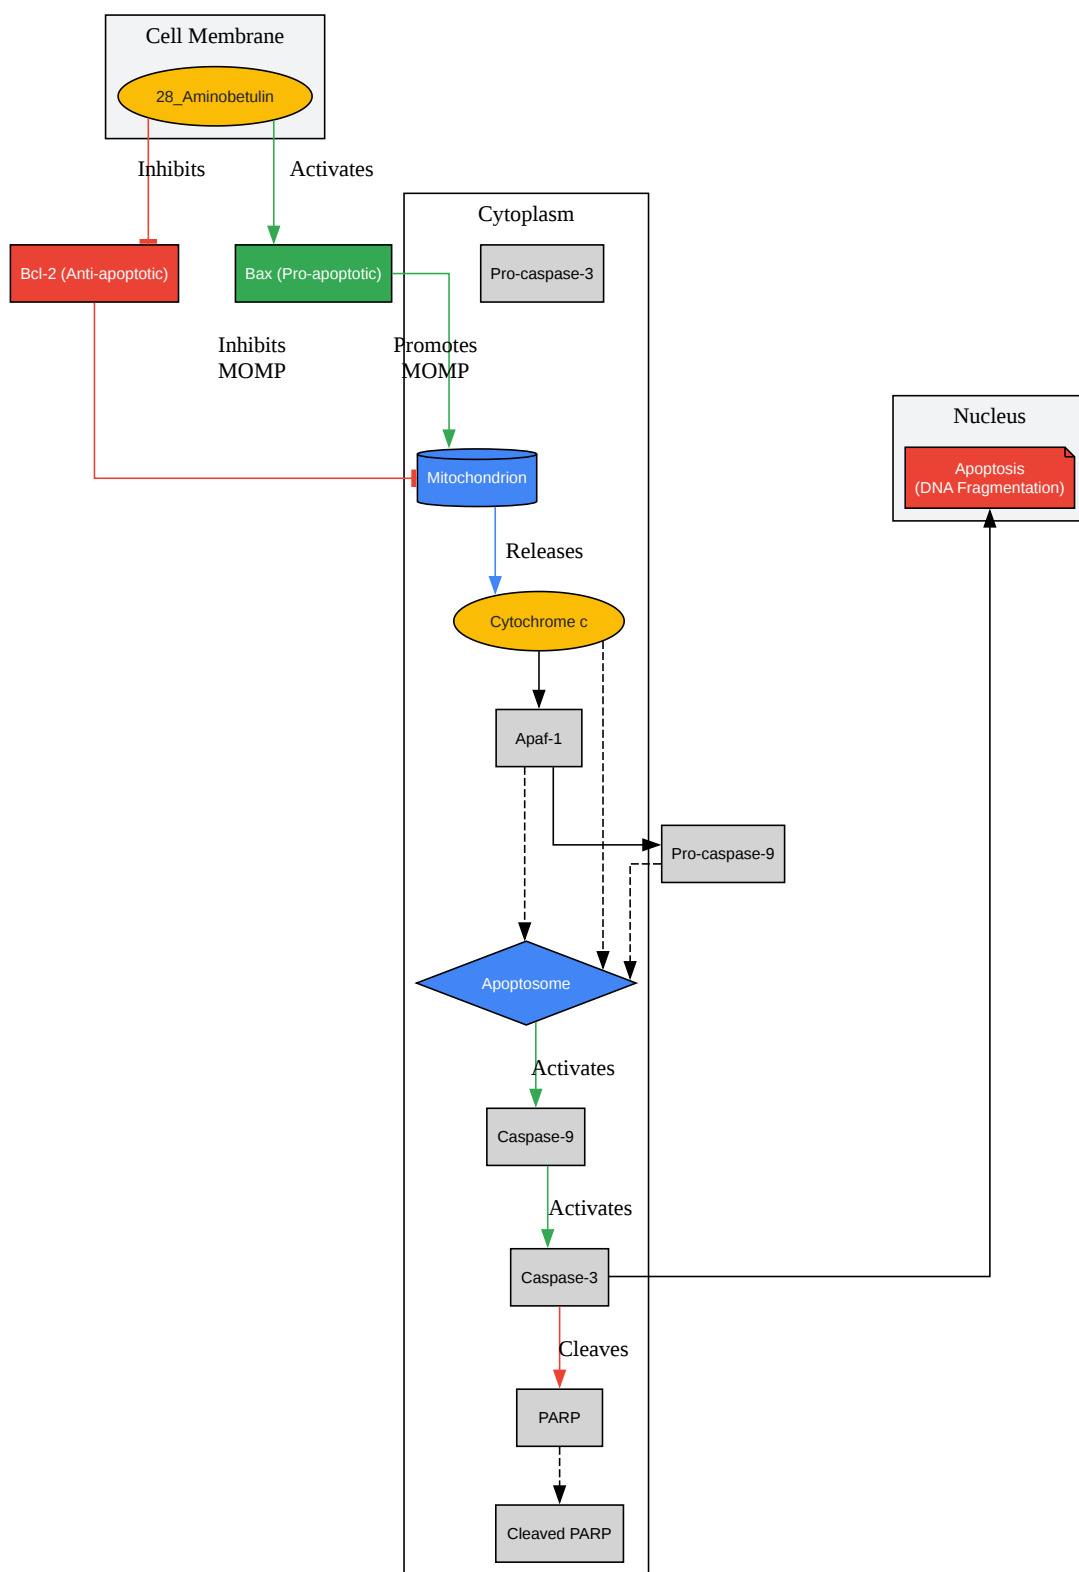 Cell Membrane
28_Aminobetulin
Inhibits
Activates
Cytoplasm
Bcl-2 (Anti-apoptotic)
Bax (Pro-apoptotic)
Pro-caspase-3
Inhibits
MOMP
Promotes
MOMP
Nucleus
Apoptosis
(DNA Fragmentation)
Mitochondrion
Releases
Cytochrome c
Apaf-1
Pro-caspase-9
Apoptosome
Activates
Caspase-9
Activates
Caspase-3
Cleaves
PARP
Cleaved PARP